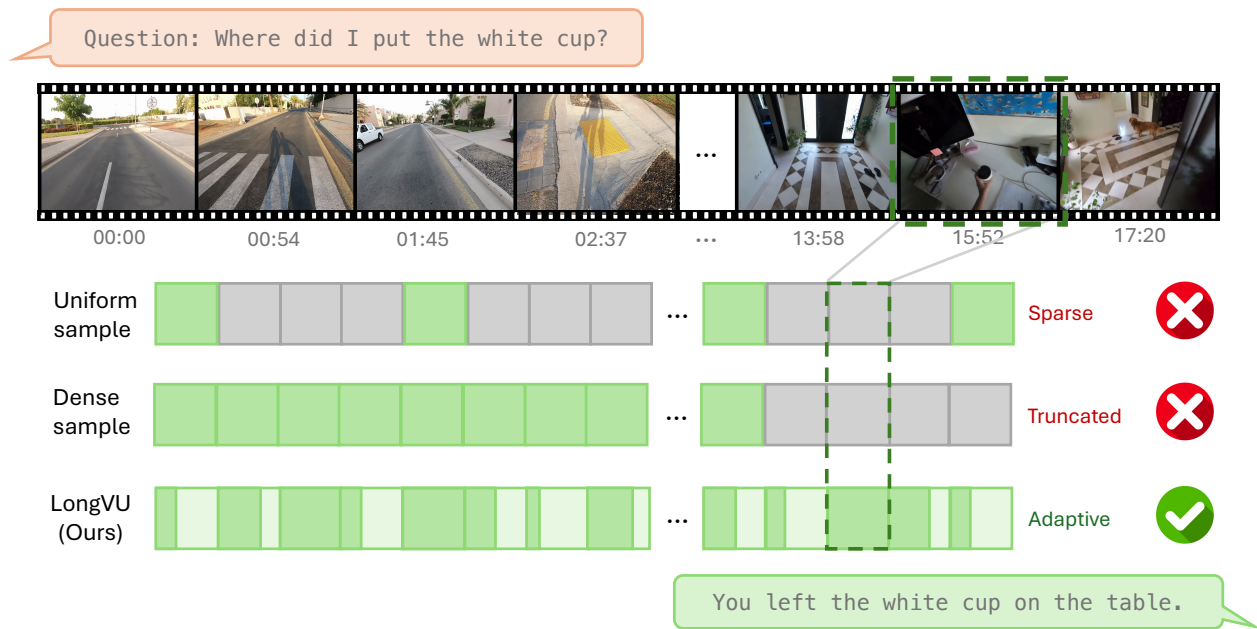 Question: Where did I put the white cup?
...
00:00 00:54 01:45 02:37 ... 13:58 15:52 17:20
Uniform
sample
...
Sparse
Dense
sample
...
Truncated
LongVU
(Ours)
...
Adaptive
You left the white cup on the table.